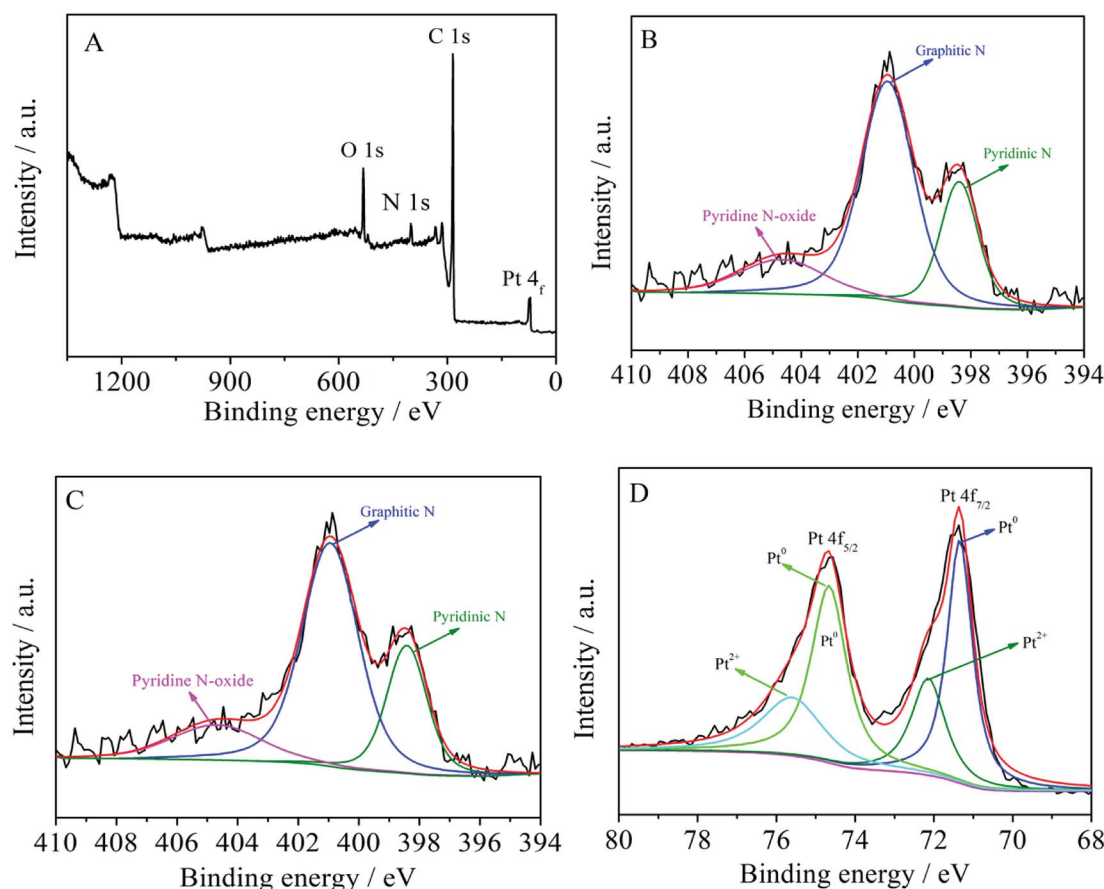 A
C 1s
O 1s
N 1s
Pt 4f
Intensity / a.u.
1200 600 300 0
Binding energy / eV
B
Graphitic N
Pyridinic N
Pyridine N-oxide
Intensity / a.u.
410 408 406 404 402 400 398 396 394
Binding energy / eV
C
Graphitic N
Pyridinic N
Pyridine N-oxide
Intensity / a.u.
410 408 406 404 402 400 398 396 394
Binding energy / eV
D
Pt 4f7/2
Pt⁰
Pt 4f5/2
Pt⁰
Pt²⁺
Pt⁰
Pt²⁺
Intensity / a.u.
80 78 76 74 72 70 68
Binding energy / eV